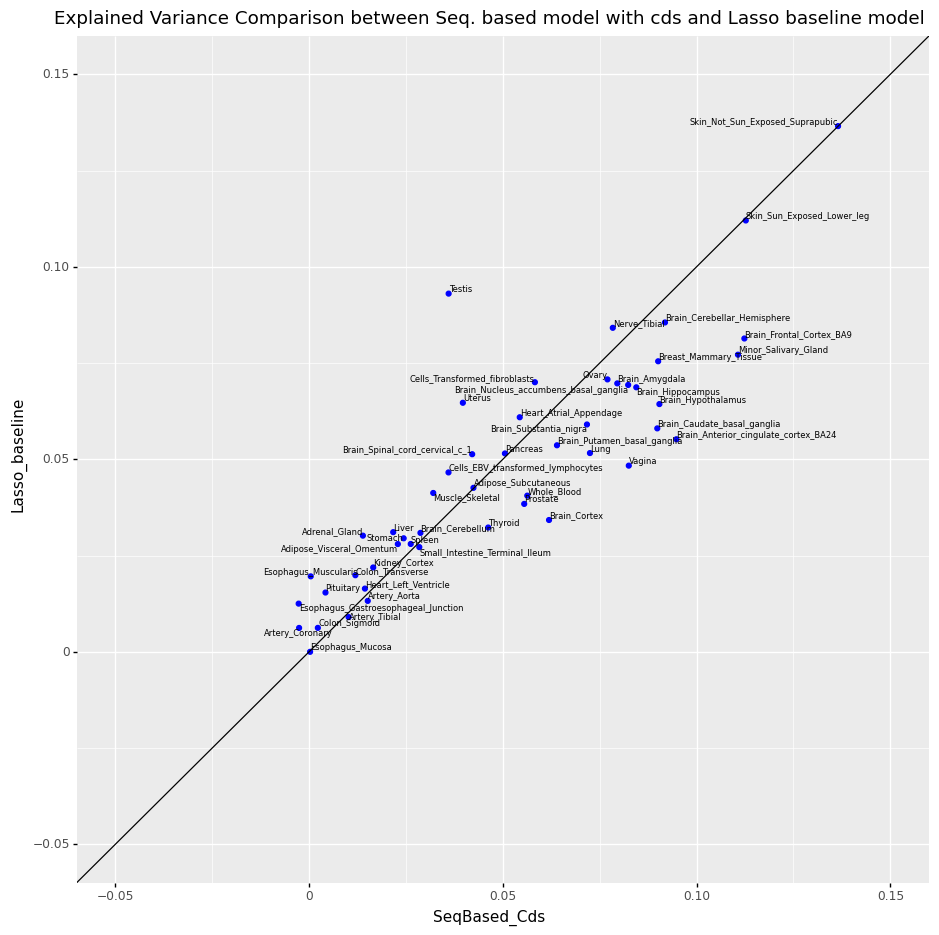 Explained Variance Comparison between Seq. based model with cds and Lasso baseline model
0.15
Skin_Not_Sun_Exposed_Suprapubic
Skin_Sun_Exposed_Lower_leg
0.10
Testis
Brain_Cerebellar_Hemisphere
Nerve_Tibial
Brain_Frontal_Cortex_BA9
Minor_Salivary_Gland
Breast_Mammary_Tissue
Ovary
Cells_Transformed_fibroblasts
Brain_Amygdala
Brain_Nucleus_accumbens_basal_ganglia
Brain_Hippocampus
Uterus
Brain_Hypothalamus
Heart_Atrial_Appendage
Brain_Caudate_basal_ganglia
Brain_Substantia_nigra
Brain_Anterior_cingulate_cortex_BA24
Brain_Putamen_basal_ganglia
Brain_Spinal_cord_cervical_c_1
Pancreas
Lung
0.05
Vagina
Cells_EBV_transformed_lymphocytes
Adipose_Subcutaneous
Whole_Blood
Muscle_Skeletal
Prostate
Brain_Cortex
Thyroid
Liver
Brain_Cerebellum
Adrenal_Gland
Stomach
Spleen
Adipose_Visceral_Omentum
Small_Intestine_Terminal_Ileum
Kidney_Cortex
Esophagus_Muscularis
Colon_Transverse
Heart_Left_Ventricle
Pituitary
Artery_Aorta
Esophagus_Gastroesophageal_Junction
Artery_Tibial
Colon_Sigmoid
Artery_Coronary
Esophagus_Mucosa
0
−0.05
−0.05
0
0.05
0.10
0.15
SeqBased_Cds
Lasso_baseline